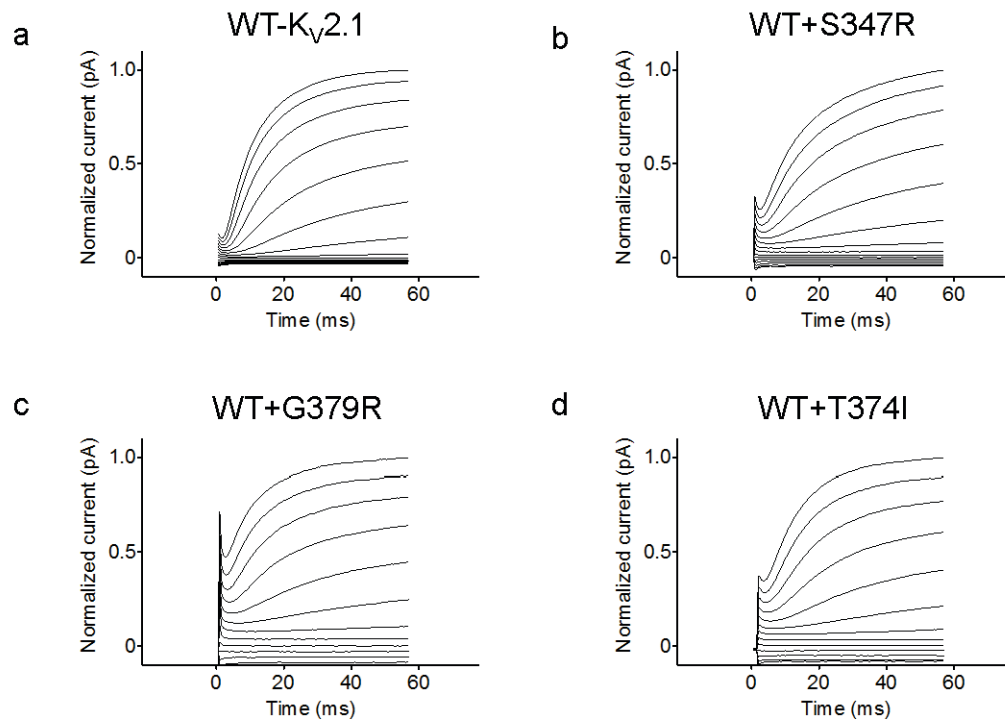 a
WT-KV2.1
Normalized current (pA)
1.0
0.5
0
0 20 40 60
Time (ms)
b
WT+S347R
Normalized current (pA)
1.0
0.5
0
0 20 40 60
Time (ms)
c
WT+G379R
Normalized current (pA)
1.0
0.5
0
0 20 40 60
Time (ms)
d
WT+T374I
Normalized current (pA)
1.0
0.5
0
0 20 40 60
Time (ms)